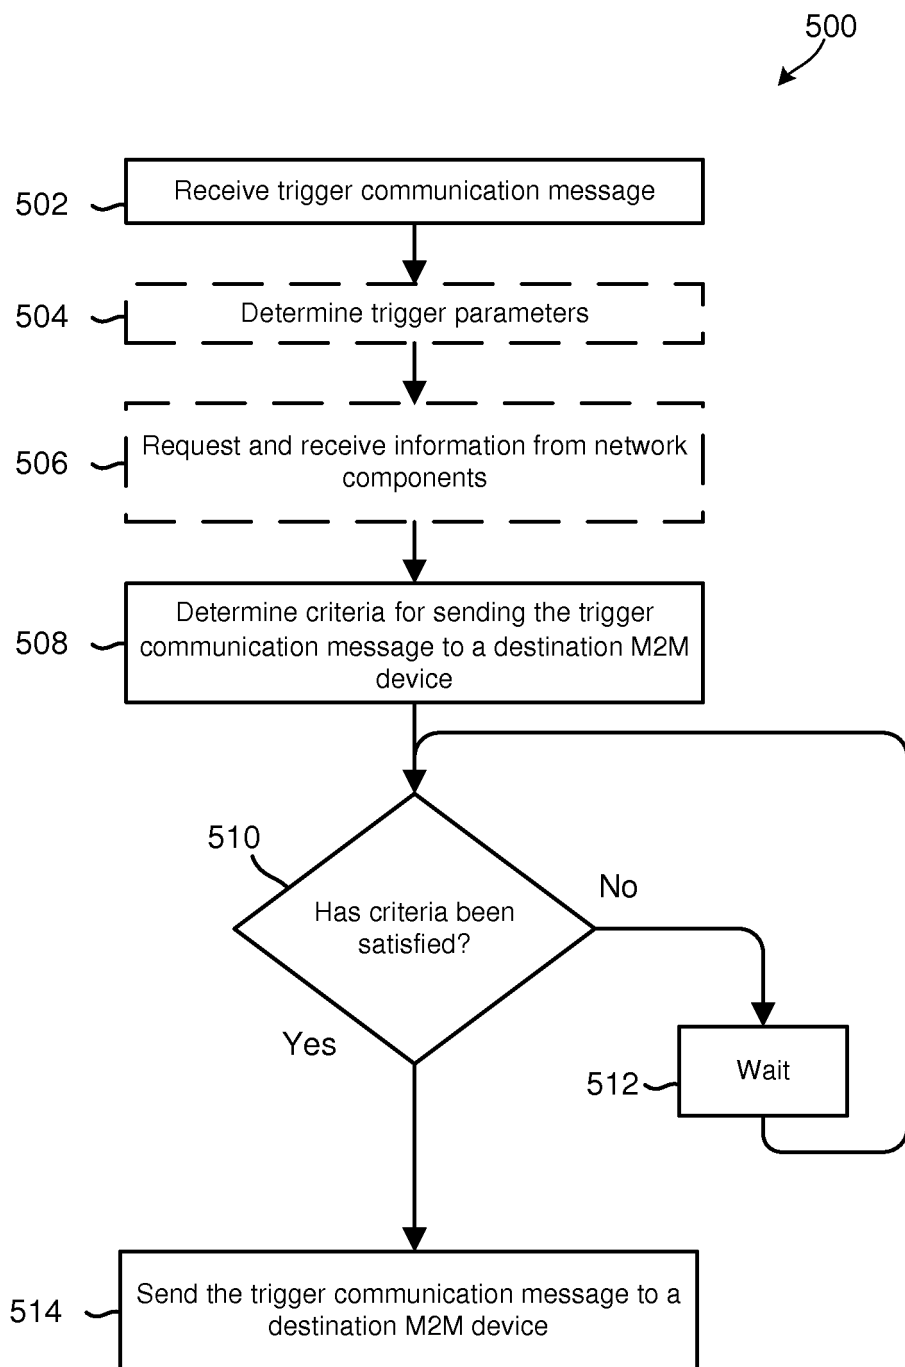 500
502
Receive trigger communication message
504
Determine trigger parameters
506
Request and receive information from network
components
508
Determine criteria for sending the trigger
communication message to a destination M2M
device
510
Has criteria been
satisfied?
No
Yes
512
Wait
514
Send the trigger communication message to a
destination M2M device